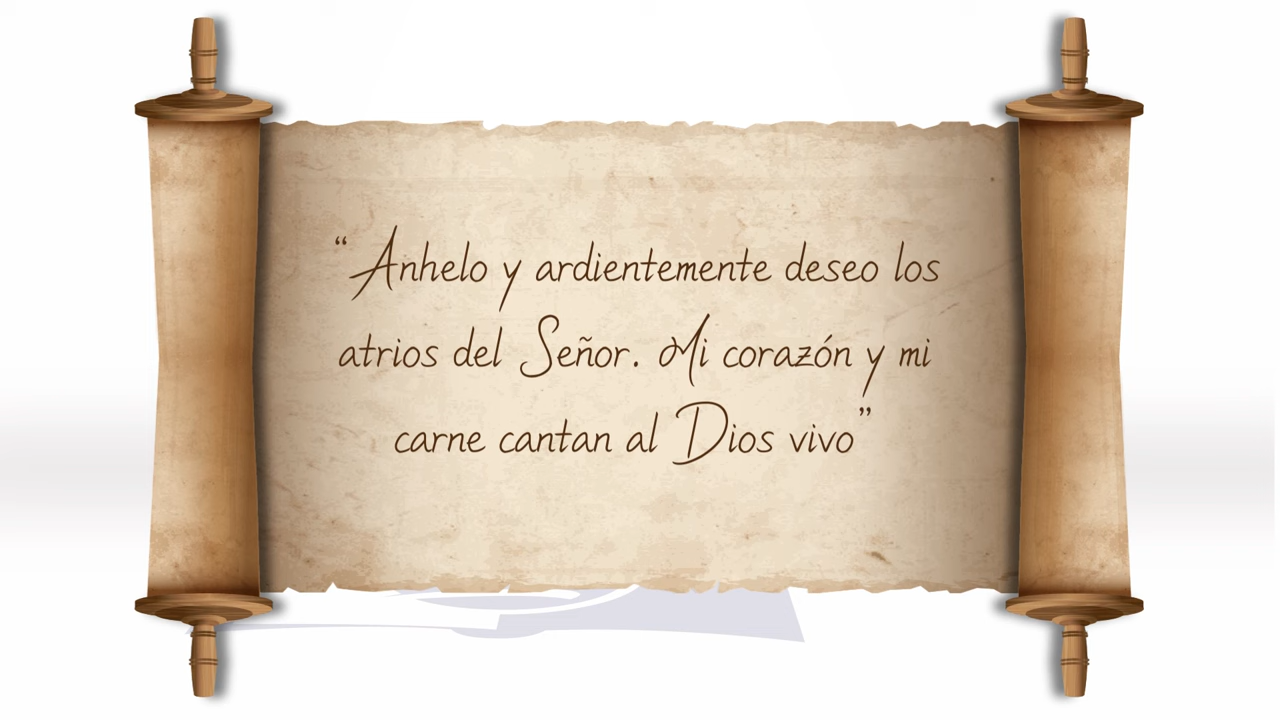 “Anhelo y ardientemente deseo los
atrios del Señor. Mi corazón y mi
carne cantan al Dios vivo”